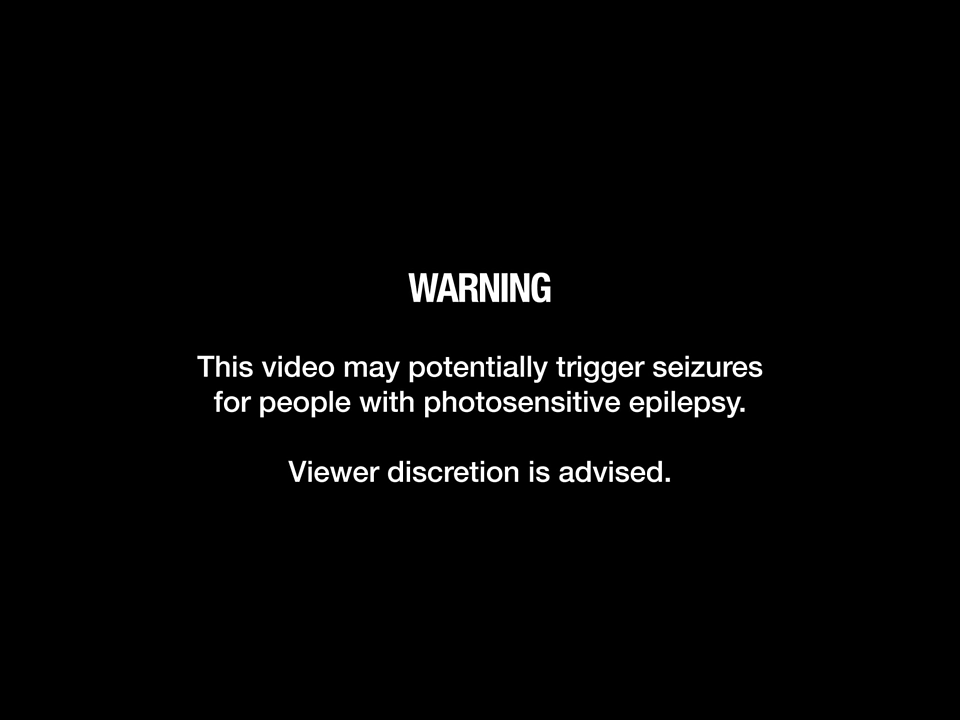 WARNING
This video may potentially trigger seizures
for people with photosensitive epilepsy.
Viewer discretion is advised.